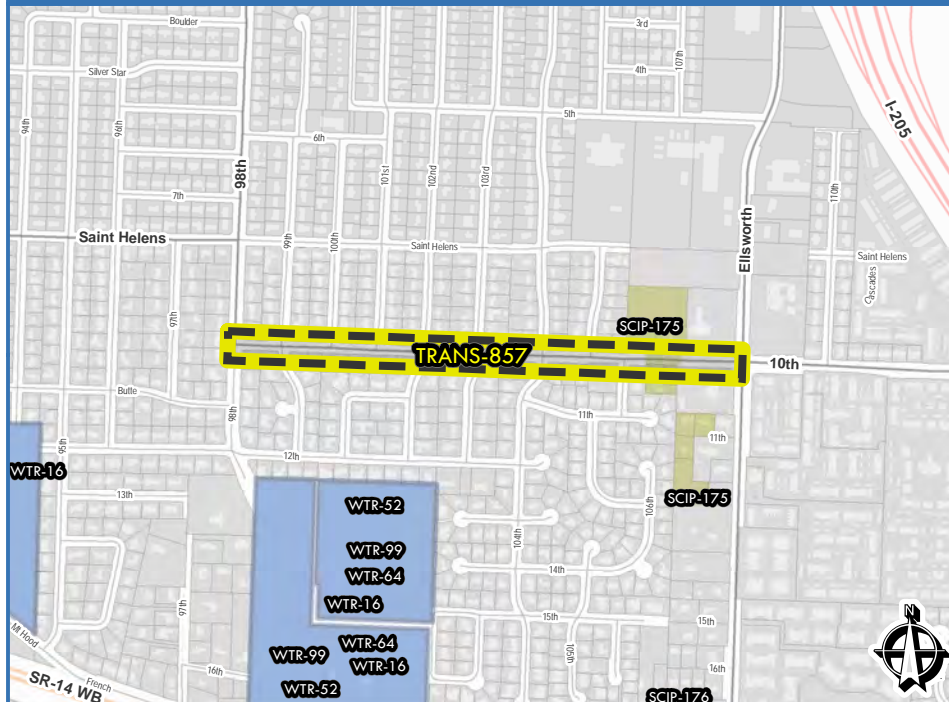 Boulder
3rd
107th
Silver Star
4th
I-205
94th
96th
5th
6th
98th
101st
102nd
103rd
110th
7th
Saint Helens
99th
100th
Saint Helens
Ellsworth
Saint Helens
Cascades
SCIP-175
97th
TRANS-857
10th
Butte
98th
11th
11th
95th
12th
WTR-16
106th
SCIP-175
13th
WTR-52
104th
WTR-99
14th
WTR-64
97th
WTR-16
15th
15th
N
Mt Hood
WTR-64
105th
WTR-99
WTR-16
16th
16th
French
SR-14 WB
WTR-52
SCIP-176